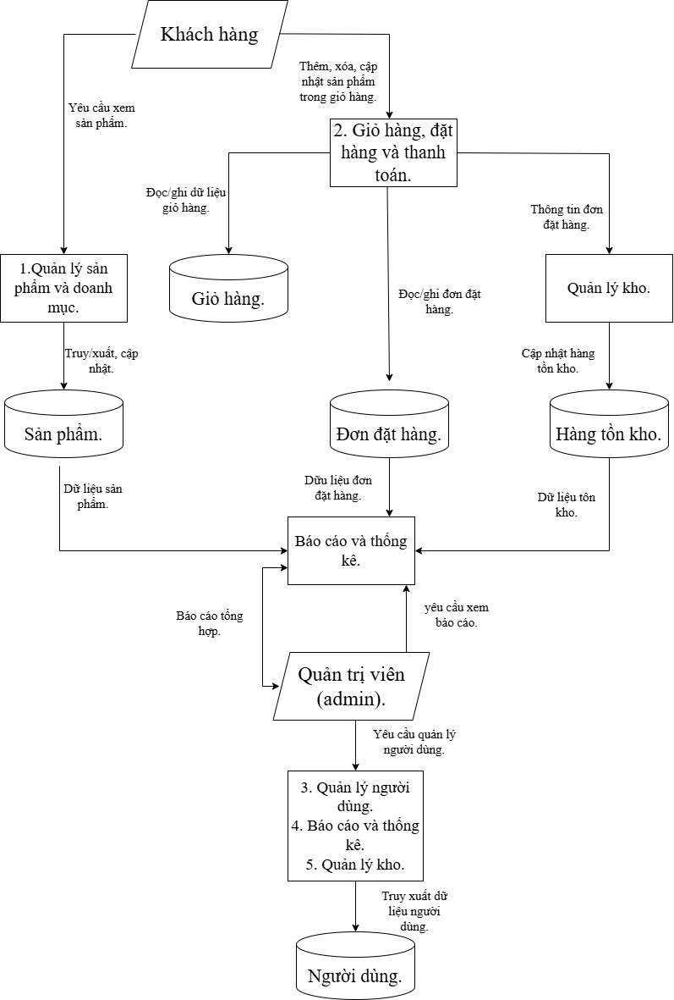 Khách hàng
Thêm, xóa, cập
nhật sản phẩm
trong giỏ hàng.
Yêu cầu xem
sản phẩm.
2. Giỏ hàng, đặt
hàng và thanh
toán.
Đọc/ghi dữ liệu
giỏ hàng.
Thông tin đơn
đặt hàng.
1.Quản lý sản
phẩm và doanh
mục.
Giỏ hàng.
Đọc/ghi đơn đặt
hàng.
Quản lý kho.
Truy/xuất, cập
nhật.
Cập nhật hàng
tồn kho.
Sản phẩm.
Đơn đặt hàng.
Hàng tồn kho.
Dữ liệu sản
phẩm.
Dữu liệu đơn
đặt hàng.
Dữ liệu tôn
kho.
Báo cáo và thống
kê.
Báo cáo tổng
hợp.
yêu cầu xem
báo cáo.
Quản trị viên
(admin).
Yêu cầu quản lý
người dùng.
3. Quản lý người
dùng.
4. Báo cáo và thống
kê.
5. Quản lý kho.
Truy xuất dữ
liệu người
dùng.
Người dùng.